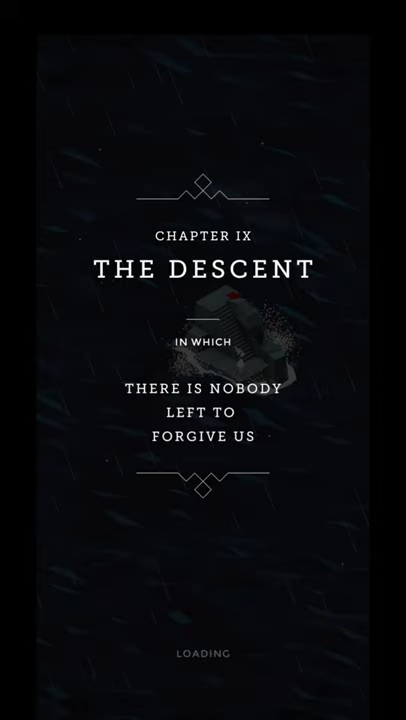 CHAPTER IX
THE DESCENT
IN WHICH
THERE IS NOBODY
LEFT TO
FORGIVE US
LOADING